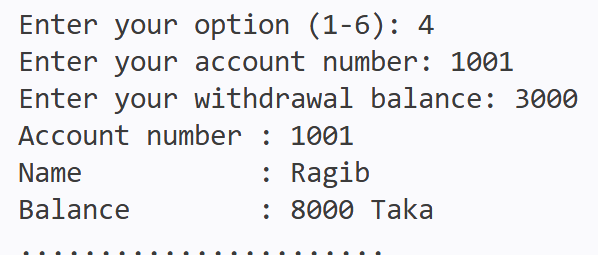 Enter your option (1-6): 4
Enter your account number: 1001
Enter your withdrawal balance: 3000
Account number : 1001
Name           : Ragib
Balance        : 8000 Taka
.......................